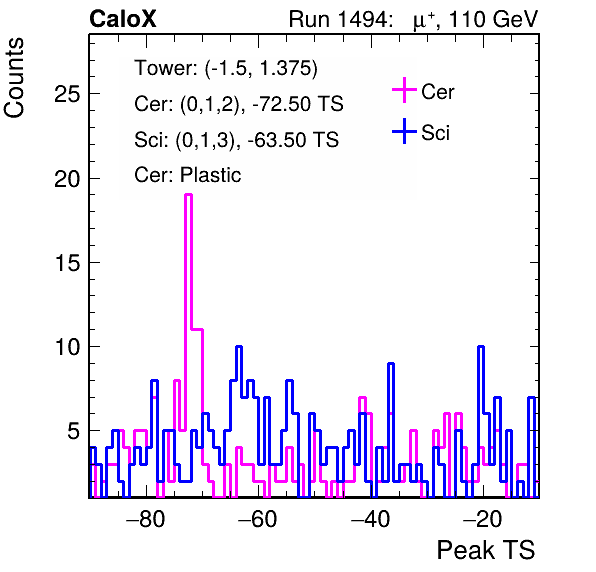 CaloX Run 1494: μ⁺, 110 GeV
Counts
Tower: (-1.5, 1.375)
Cer: (0,1,2), -72.50 TS
Sci: (0,1,3), -63.50 TS
Cer: Plastic
Cer
Sci
25
20
15
10
5
−80 −60 −40 −20
Peak TS